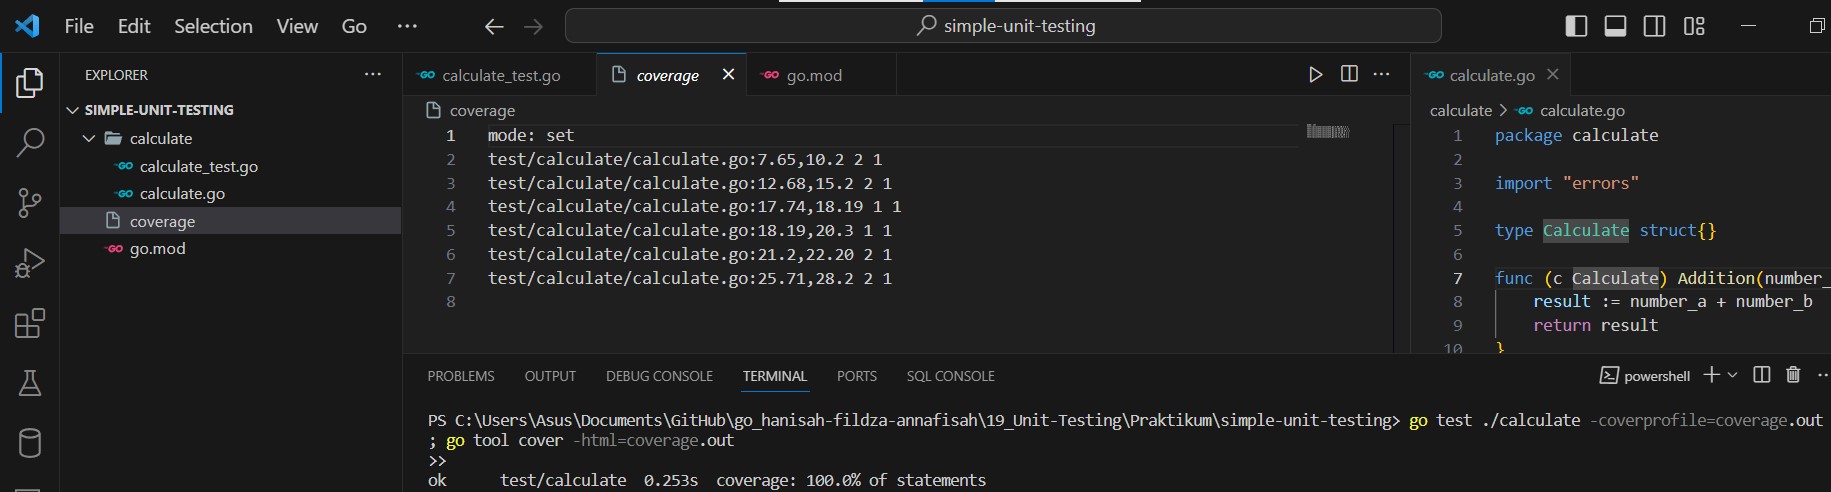 File Edit Selection View Go ··· simple-unit-testing
EXPLORER
SIMPLE-UNIT-TESTING
calculate
calculate_test.go
calculate.go
coverage
go.mod
calculate_test.go coverage go.mod
coverage
1 mode: set
2 test/calculate/calculate.go:7.65,10.2 2 1
3 test/calculate/calculate.go:12.68,15.2 2 1
4 test/calculate/calculate.go:17.74,18.19 1 1
5 test/calculate/calculate.go:18.19,20.3 1 1
6 test/calculate/calculate.go:21.2,22.20 2 1
7 test/calculate/calculate.go:25.71,28.2 2 1
8
calculate.go
calculate > calculate.go
1 package calculate
2
3 import "errors"
4
5 type Calculate struct{}
6
7 func (c Calculate) Addition(number_
8 result := number_a + number_b
9 return result
10 }
PROBLEMS OUTPUT DEBUG CONSOLE TERMINAL PORTS SQL CONSOLE
powershell
PS C:\Users\Asus\Documents\GitHub\go_hanisah-fildza-annafisah\19_Unit-Testing\Praktikum\simple-unit-testing> go test ./calculate -coverprofile=coverage.out
; go tool cover -html=coverage.out
>>
ok test/calculate 0.253s coverage: 100.0% of statements